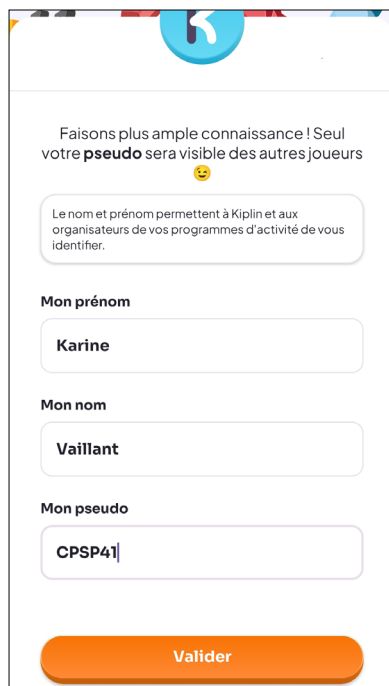 Faisons plus ample connaissance ! Seul
votre pseudo sera visible des autres joueurs
😉
Le nom et prénom permettent à Kiplin et aux
organisateurs de vos programmes d'activité de vous
identifier.
Mon prénom
Karine
Mon nom
Vaillant
Mon pseudo
CPSP41
Valider